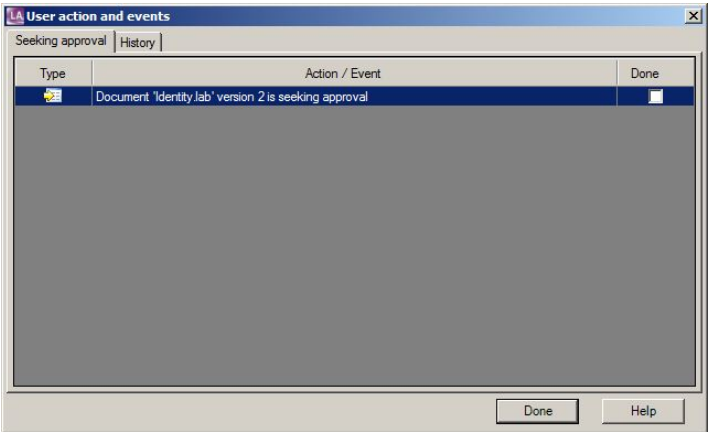 LA User action and events
Seeking approval History
Type Action / Event Done
Document 'Identity.lab' version 2 is seeking approval
Done Help